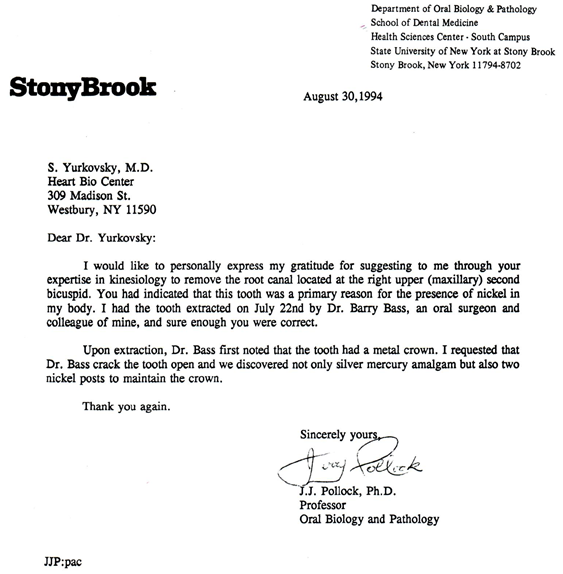 Department of Oral Biology & Pathology
School of Dental Medicine
Health Sciences Center - South Campus
State University of New York at Stony Brook
Stony Brook, New York 11794-8702
StonyBrook
August 30,1994
S. Yurkovsky, M.D.
Heart Bio Center
309 Madison St.
Westbury, NY 11590
Dear Dr. Yurkovsky:
I would like to personally express my gratitude for suggesting to me through your
expertise in kinesiology to remove the root canal located at the right upper (maxillary) second
bicuspid. You had indicated that this tooth was a primary reason for the presence of nickel in
my body. I had the tooth extracted on July 22nd by Dr. Barry Bass, an oral surgeon and
colleague of mine, and sure enough you were correct.
Upon extraction, Dr. Bass first noted that the tooth had a metal crown. I requested that
Dr. Bass crack the tooth open and we discovered not only silver mercury amalgam but also two
nickel posts to maintain the crown.
Thank you again.
Sincerely yours,
Jerry Pollock
J.J. Pollock, Ph.D.
Professor
Oral Biology and Pathology
JJP:pac